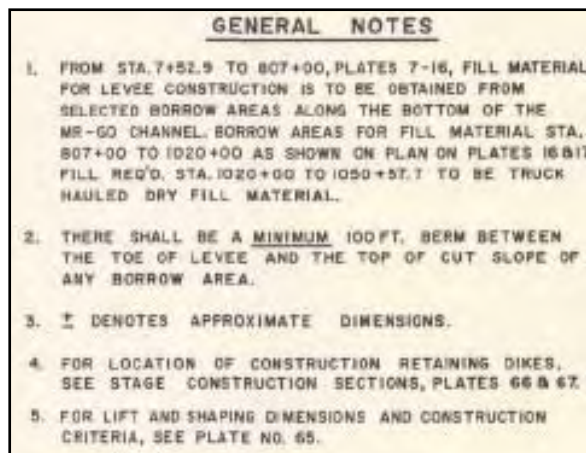 GENERAL NOTES
1. FROM STA. 7+52.9 TO 807+00, PLATES 7-16, FILL MATERIAL
FOR LEVEE CONSTRUCTION IS TO BE OBTAINED FROM
SELECTED BORROW AREAS ALONG THE BOTTOM OF THE
MR-GO CHANNEL. BORROW AREAS FOR FILL MATERIAL STA.
807+00 TO 1020+00 AS SHOWN ON PLAN ON PLATES 16&17
FILL REQ'D. STA. 1020+00 TO 1050+57.7 TO BE TRUCK
HAULED DRY FILL MATERIAL.
2. THERE SHALL BE A MINIMUM 100 FT. BERM BETWEEN
THE TOE OF LEVEE AND THE TOP OF CUT SLOPE OF
ANY BORROW AREA.
3. ± DENOTES APPROXIMATE DIMENSIONS.
4. FOR LOCATION OF CONSTRUCTION RETAINING DIKES,
SEE STAGE CONSTRUCTION SECTIONS, PLATES 66 & 67.
5. FOR LIFT AND SHAPING DIMENSIONS AND CONSTRUCTION
CRITERIA, SEE PLATE NO. 65.